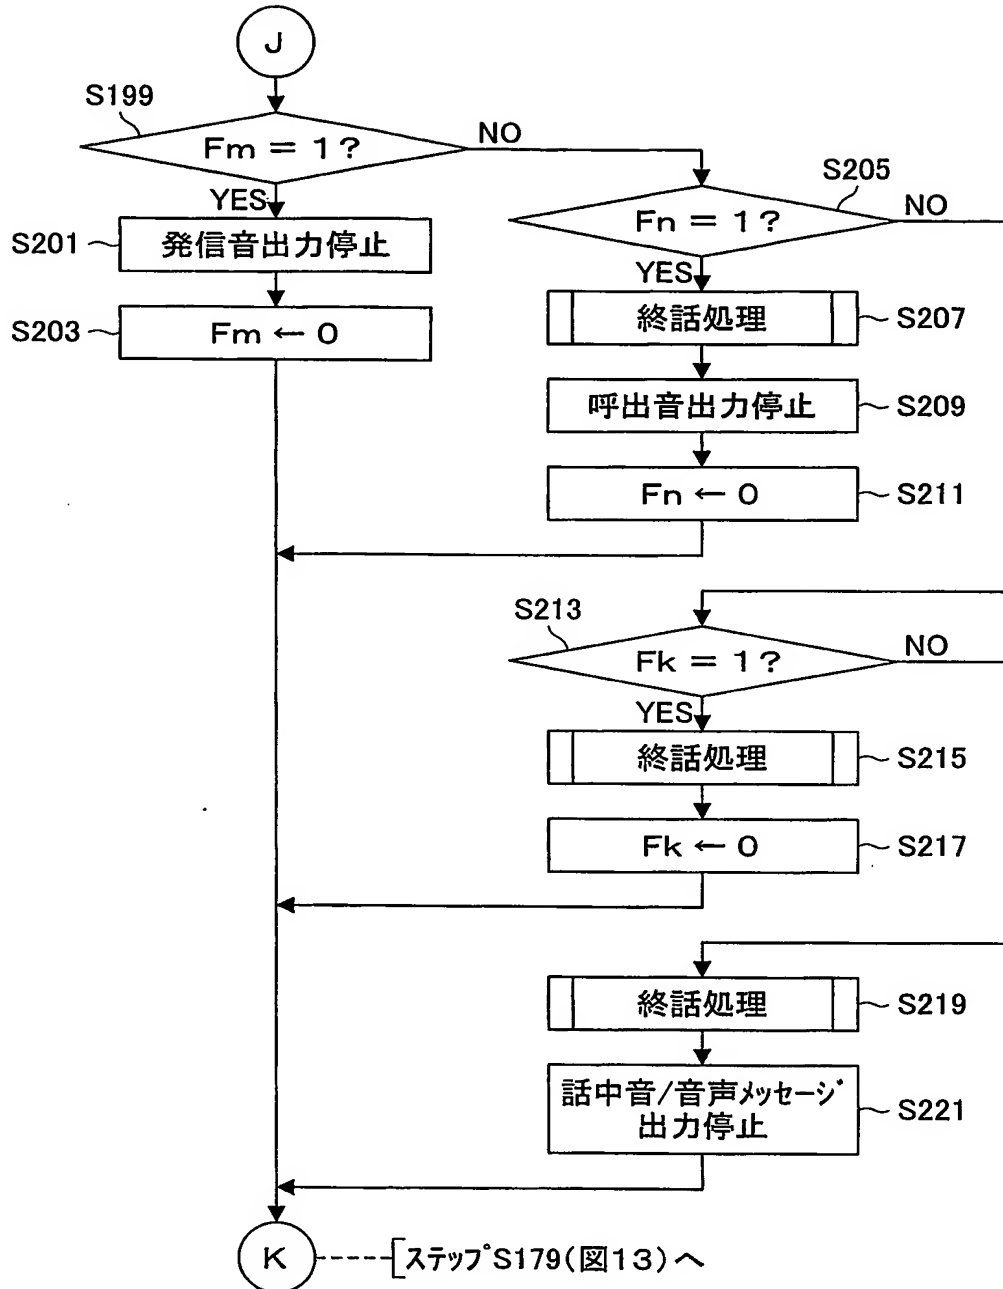 J
S199
Fm = 1?
NO
YES
S201
発信音出力停止
S203
Fm ← 0
S205
Fn = 1?
NO
YES
終話処理
S207
呼出音出力停止
S209
Fn ← 0
S211
S213
Fk = 1?
NO
YES
終話処理
S215
Fk ← 0
S217
終話処理
S219
話中音/音声メッセージ
出力停止
S221
K
ステップS179(図13)へ